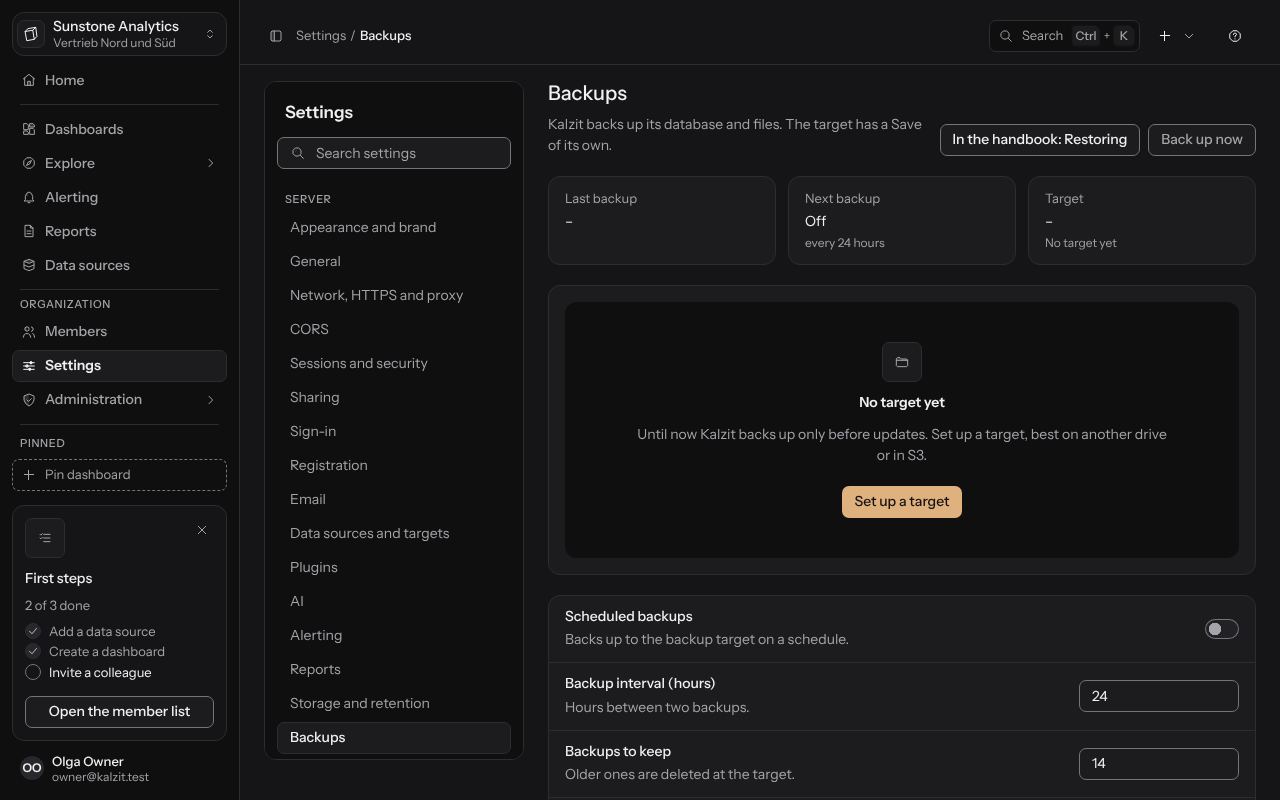 Sunstone Analytics
Vertrieb Nord und Süd
Home
Dashboards
Explore
Alerting
Reports
Data sources
ORGANIZATION
Members
Settings
Administration
PINNED
Pin dashboard
First steps
2 of 3 done
Add a data source
Create a dashboard
Invite a colleague
Open the member list
OO
Olga Owner
owner@kalzit.test
Settings / Backups
Search Ctrl + K
Settings
Search settings
SERVER
Appearance and brand
General
Network, HTTPS and proxy
CORS
Sessions and security
Sharing
Sign-in
Registration
Email
Data sources and targets
Plugins
AI
Alerting
Reports
Storage and retention
Backups
Backups
Kalzit backs up its database and files. The target has a Save
of its own.
In the handbook: Restoring
Back up now
Last backup
–
Next backup
Off
every 24 hours
Target
–
No target yet
No target yet
Until now Kalzit backs up only before updates. Set up a target, best on another drive
or in S3.
Set up a target
Scheduled backups
Backs up to the backup target on a schedule.
Backup interval (hours)
Hours between two backups.
24
Backups to keep
Older ones are deleted at the target.
14